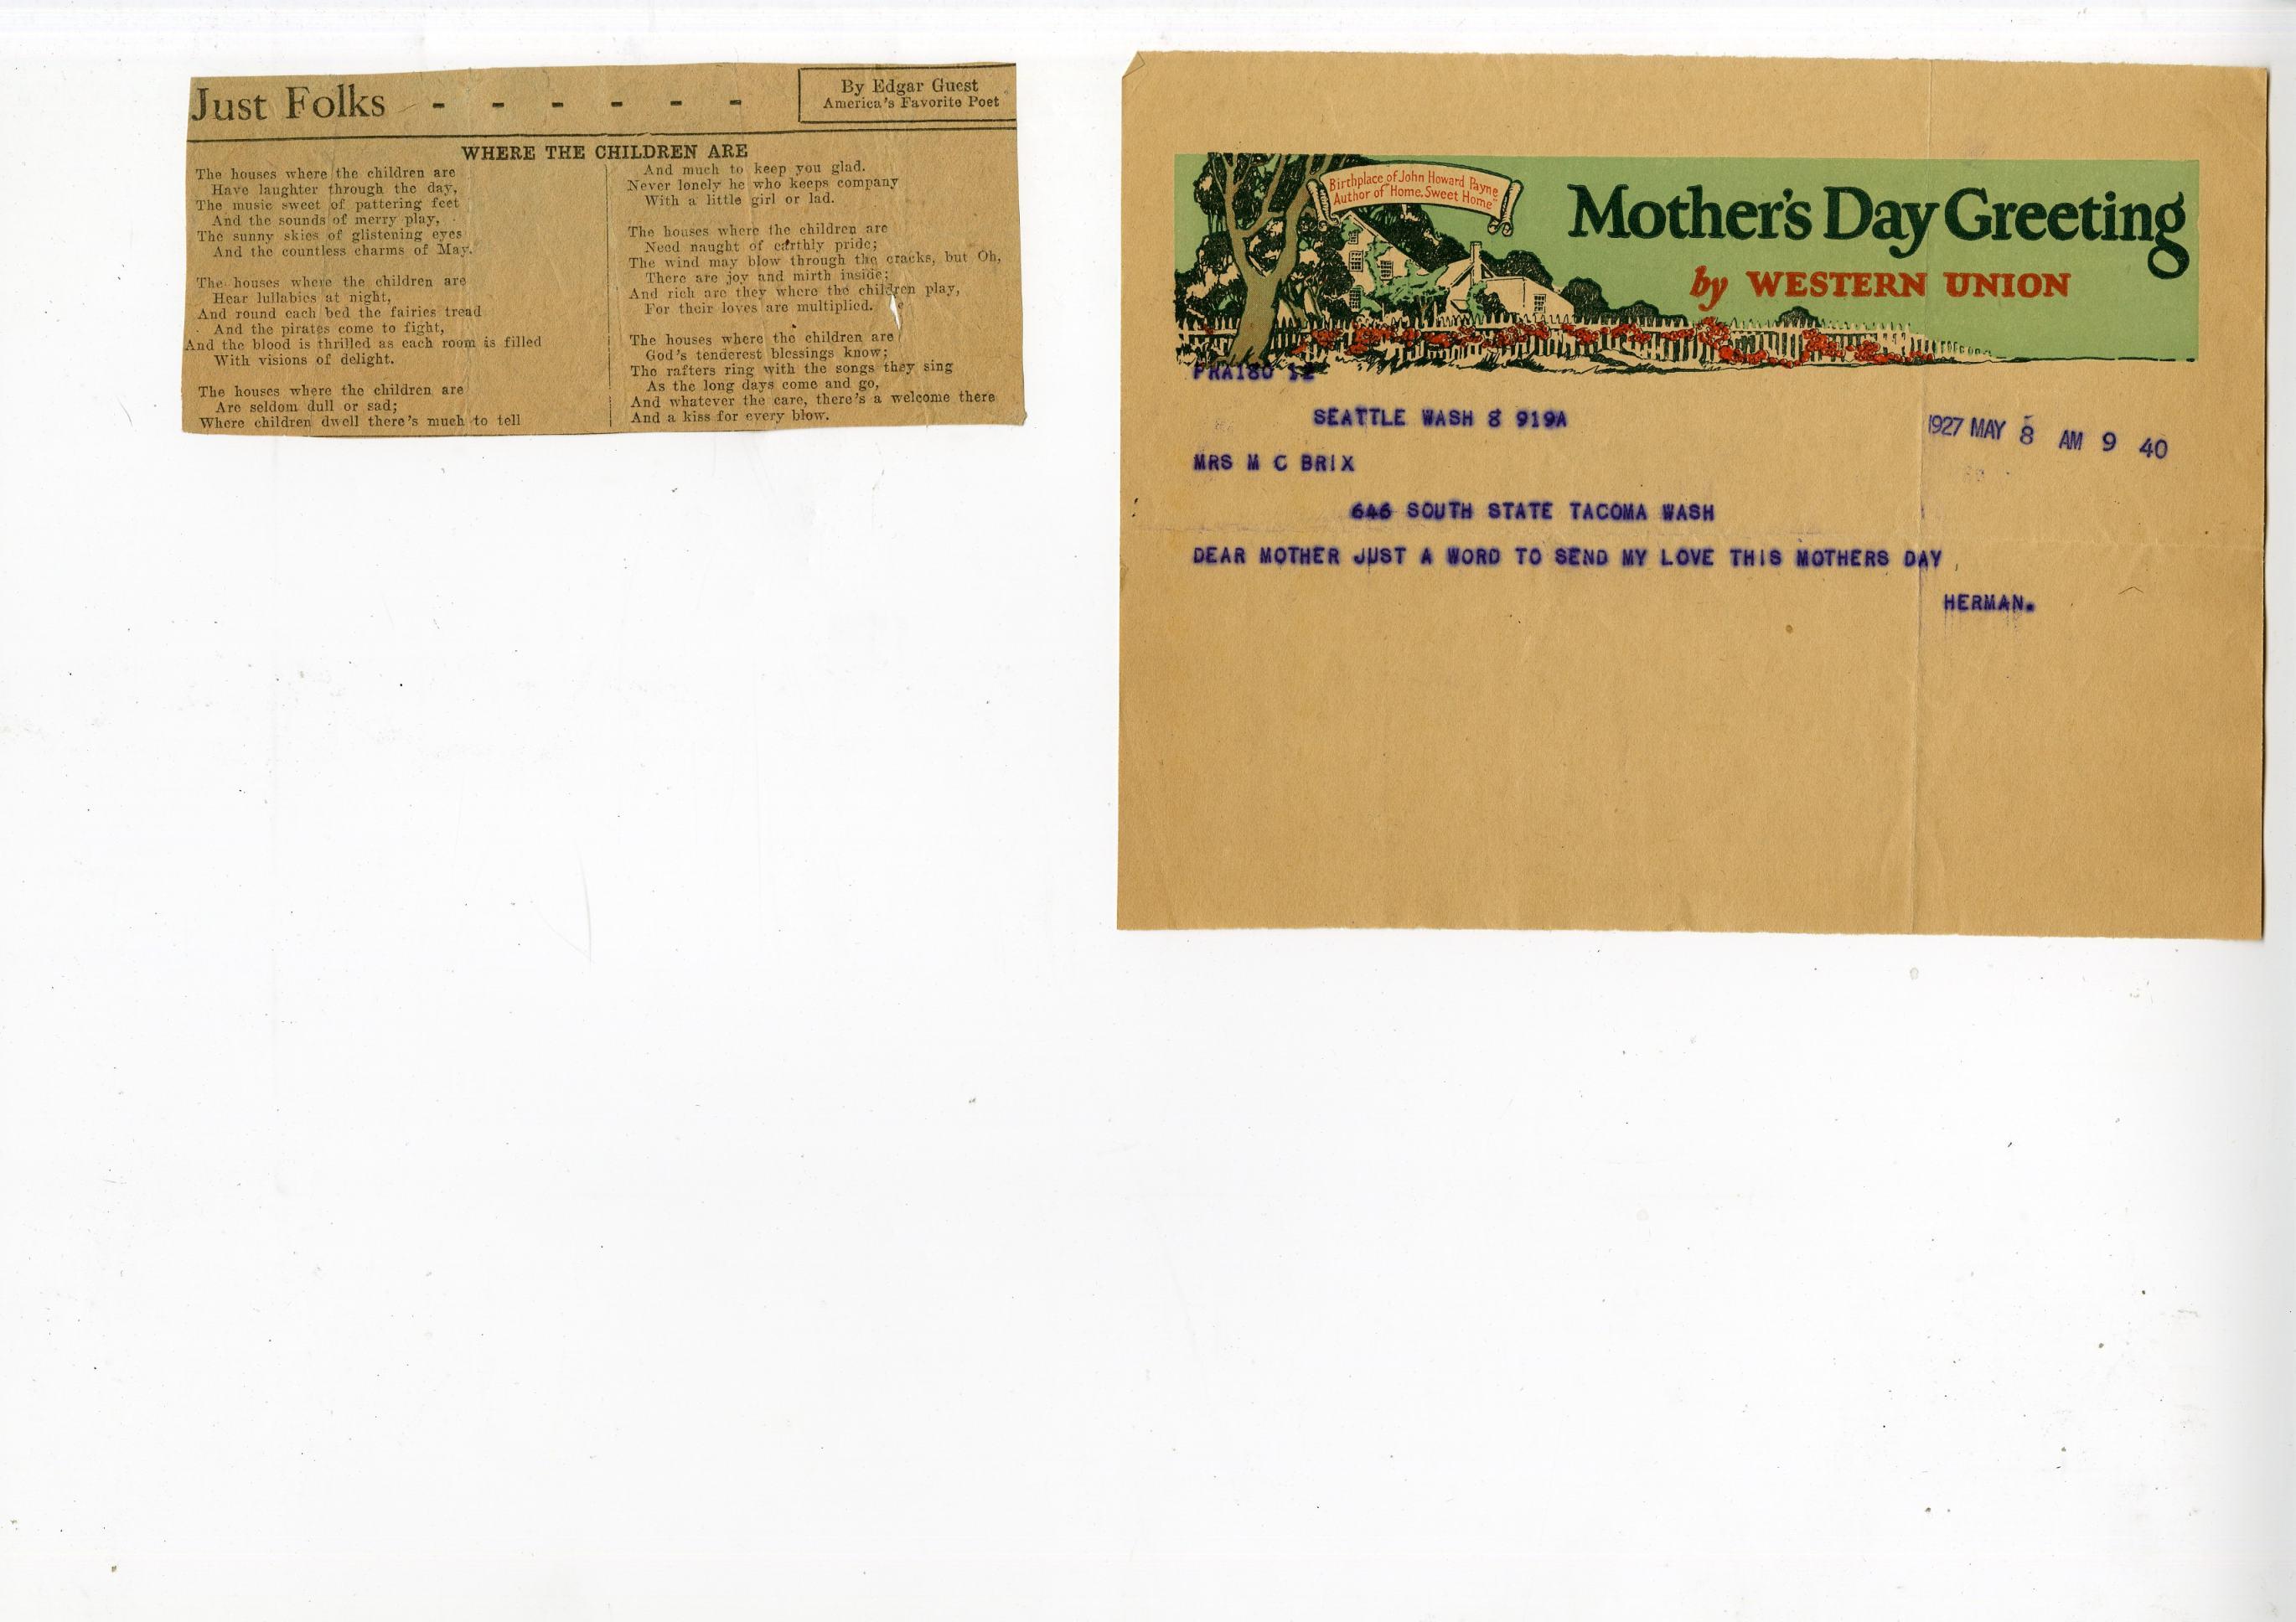 Just Folks - - - - - -
By Edgar Guest
America's Favorite Poet
WHERE THE CHILDREN ARE
The houses where the children are
Have laughter through the day,
The music sweet of pattering feet
And the sounds of merry play,
The sunny skies of glistening eyes
And the countless charms of May.
The houses where the children are
Hear lullabies at night,
And round each bed the fairies tread
And the pirates come to fight,
And the blood is thrilled as each room is filled
With visions of delight.
The houses where the children are
Are seldom dull or sad;
Where children dwell there's much to tell
And much to keep you glad.
Never lonely he who keeps company
With a little girl or lad.
The houses where the children are
Need naught of earthly pride;
The wind may blow through the cracks, but Oh,
There are joy and mirth inside;
And rich are they where the children play,
For their loves are multiplied.
The houses where the children are
God's tenderest blessings know;
The rafters ring with the songs they sing
As the long days come and go,
And whatever the care, there's a welcome there
And a kiss for every blow.
Birthplace of John Howard Payne
Author of "Home, Sweet Home"
Mother's Day Greeting
by WESTERN UNION
PRA180 12
SEATTLE WASH 8 919A
1927 MAY 8 AM 9 40
MRS M C BRIX
646 SOUTH STATE TACOMA WASH
DEAR MOTHER JUST A WORD TO SEND MY LOVE THIS MOTHERS DAY
HERMAN.